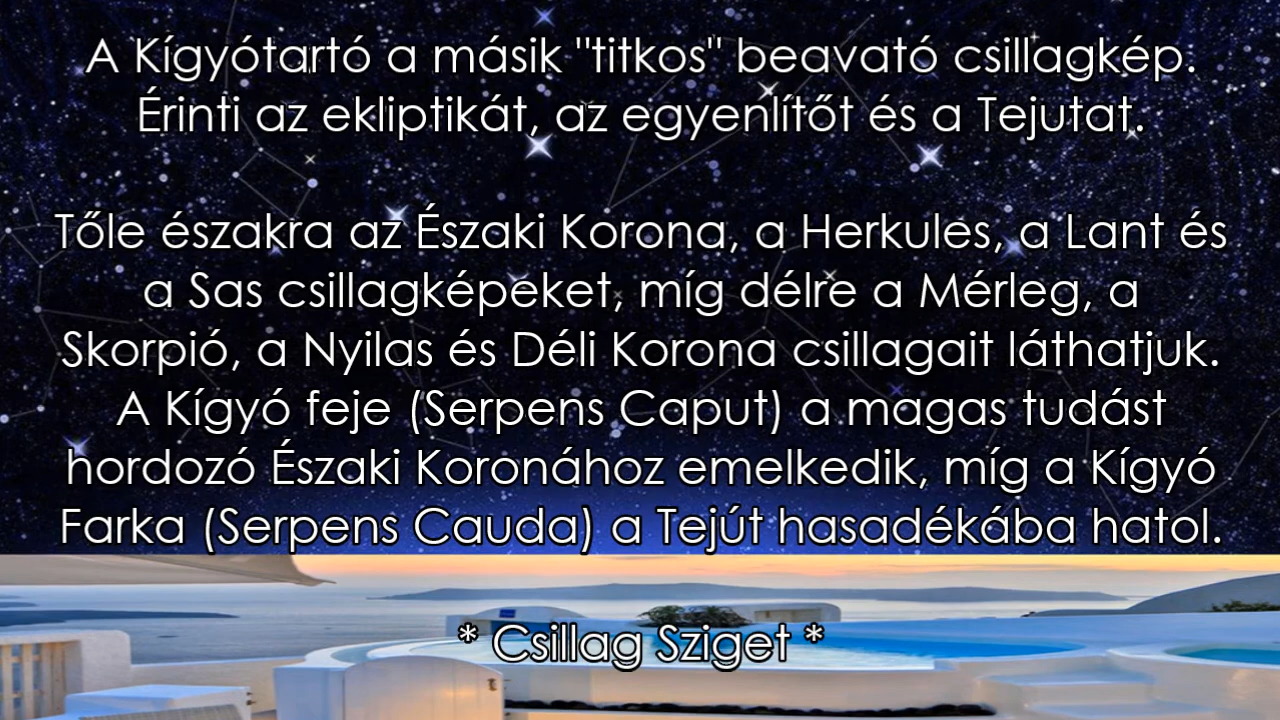 A Kígyótartó a másik "titkos" beavató csillagkép.
Érinti az ekliptikát, az egyenlítőt és a Tejutat.
Tőle északra az Északi Korona, a Herkules, a Lant és
a Sas csillagképeket, míg délre a Mérleg, a
Skorpió, a Nyilas és Déli Korona csillagait láthatjuk.
A Kígyó feje (Serpens Caput) a magas tudást
hordozó Északi Koronához emelkedik, míg a Kígyó
Farka (Serpens Cauda) a Tejút hasadékába hatol.
* Csillag Sziget *